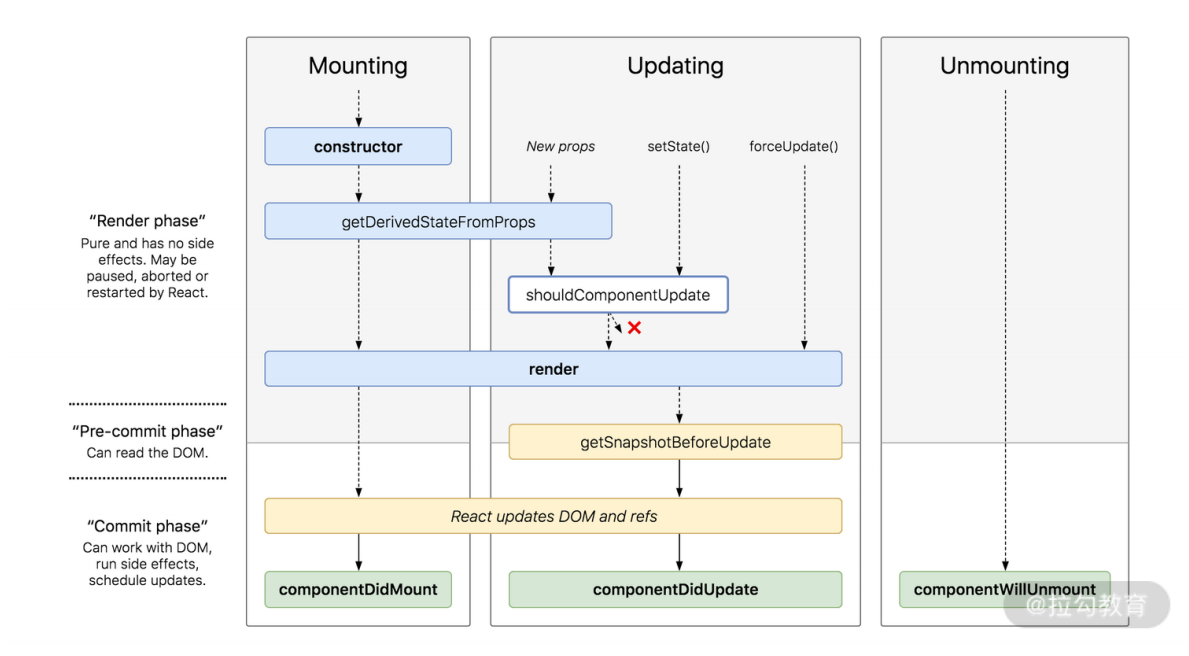 Mounting
Updating
Unmounting
constructor
New props
setState()
forceUpdate()
“Render phase”
Pure and has no side
effects. May be
paused, aborted or
restarted by React.
getDerivedStateFromProps
shouldComponentUpdate
render
“Pre-commit phase”
Can read the DOM.
getSnapshotBeforeUpdate
“Commit phase”
Can work with DOM,
run side effects,
schedule updates.
React updates DOM and refs
componentDidMount
componentDidUpdate
componentWillUnmount
@拉勾教育